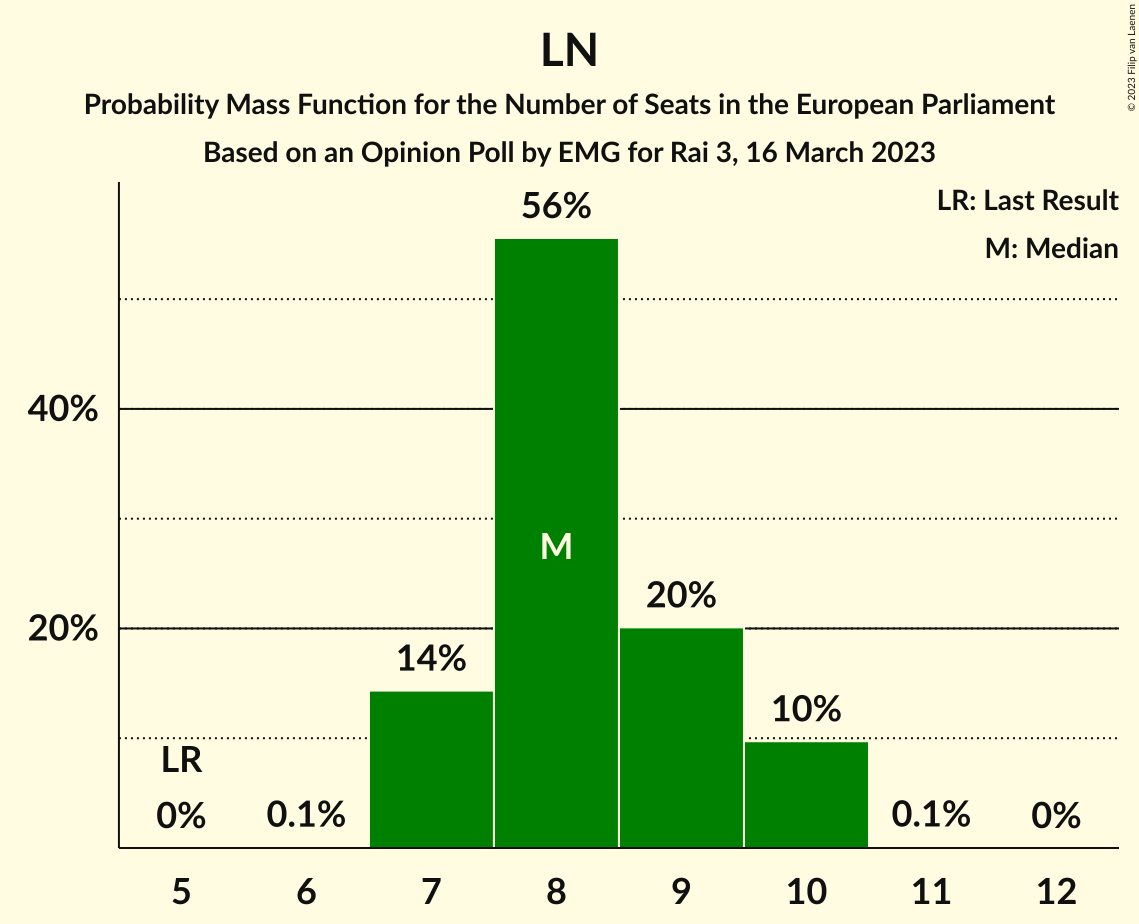 LN
Probability Mass Function for the Number of Seats in the European Parliament
Based on an Opinion Poll by EMG for Rai 3, 16 March 2023
© 2023 Filip van Laenen
LR: Last Result
M: Median
56%
40%
M
20%
20%
14%
10%
LR
0%
0.1%
0.1%
0%
5 6 7 8 9 10 11 12